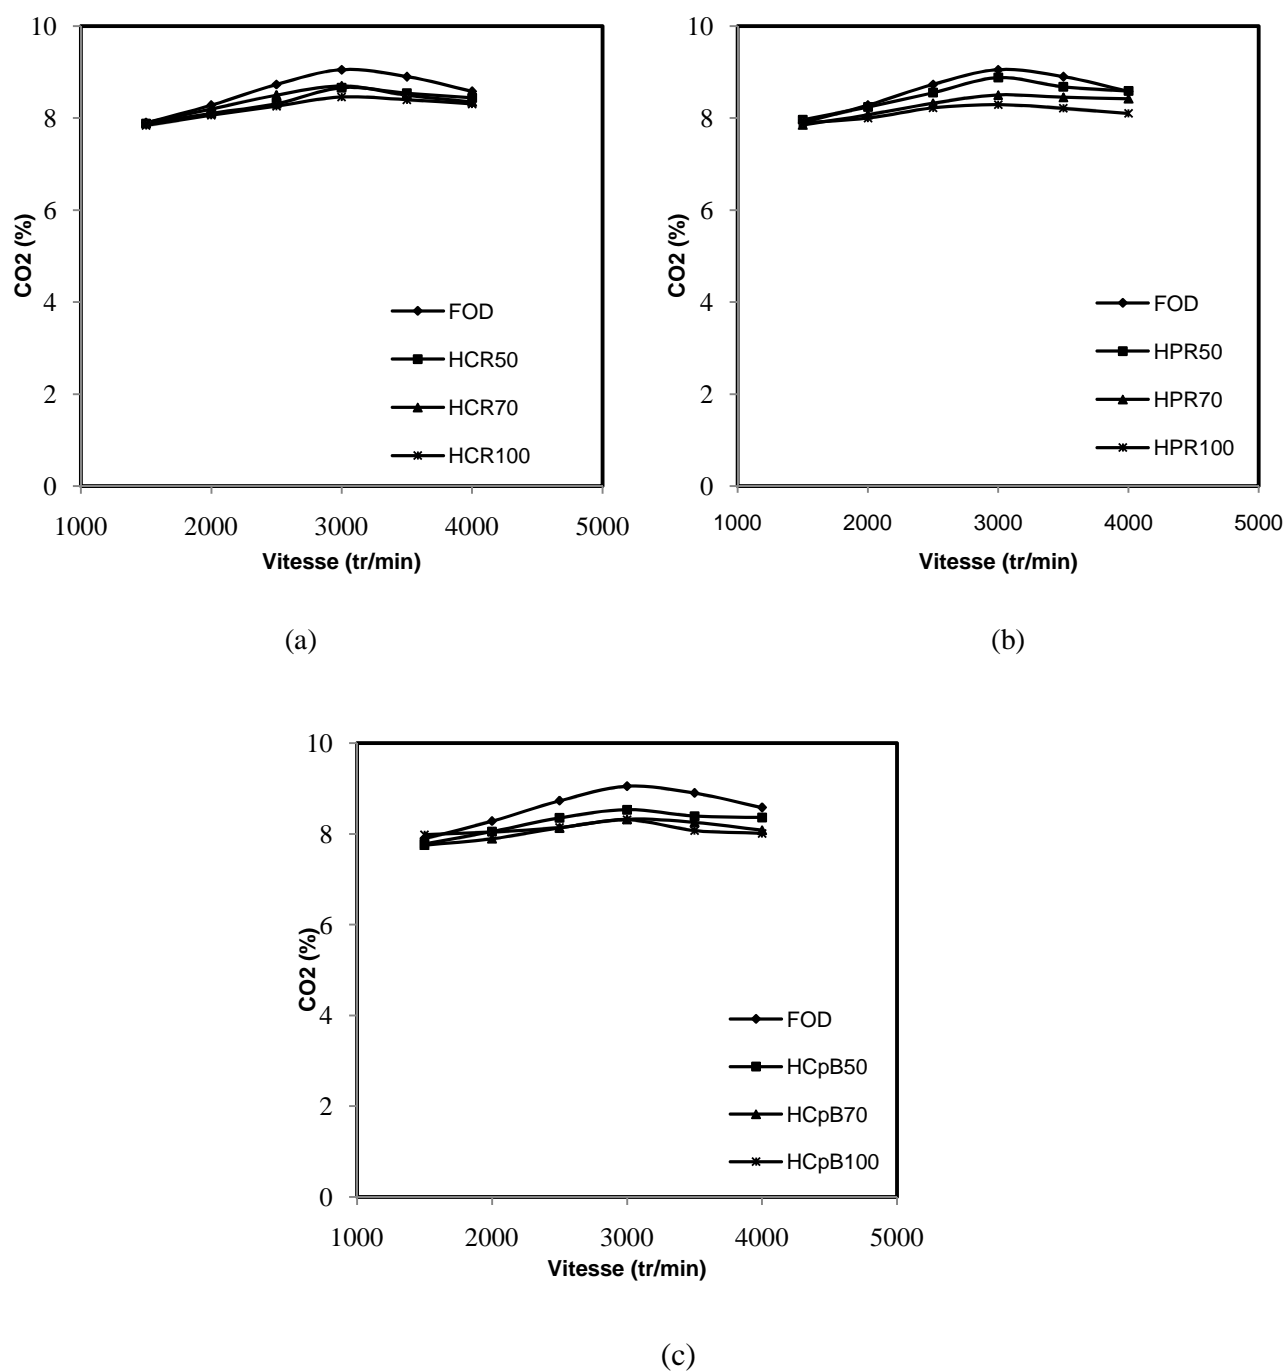 10
8
6
4
2
0
CO2 (%)
FOD
HCR50
HCR70
HCR100
1000 2000 3000 4000 5000
Vitesse (tr/min)
(a)
10
8
6
4
2
0
CO2 (%)
FOD
HPR50
HPR70
HPR100
1000 2000 3000 4000 5000
Vitesse (tr/min)
(b)
10
8
6
4
2
0
CO2 (%)
FOD
HCpB50
HCpB70
HCpB100
1000 2000 3000 4000 5000
Vitesse (tr/min)
(c)